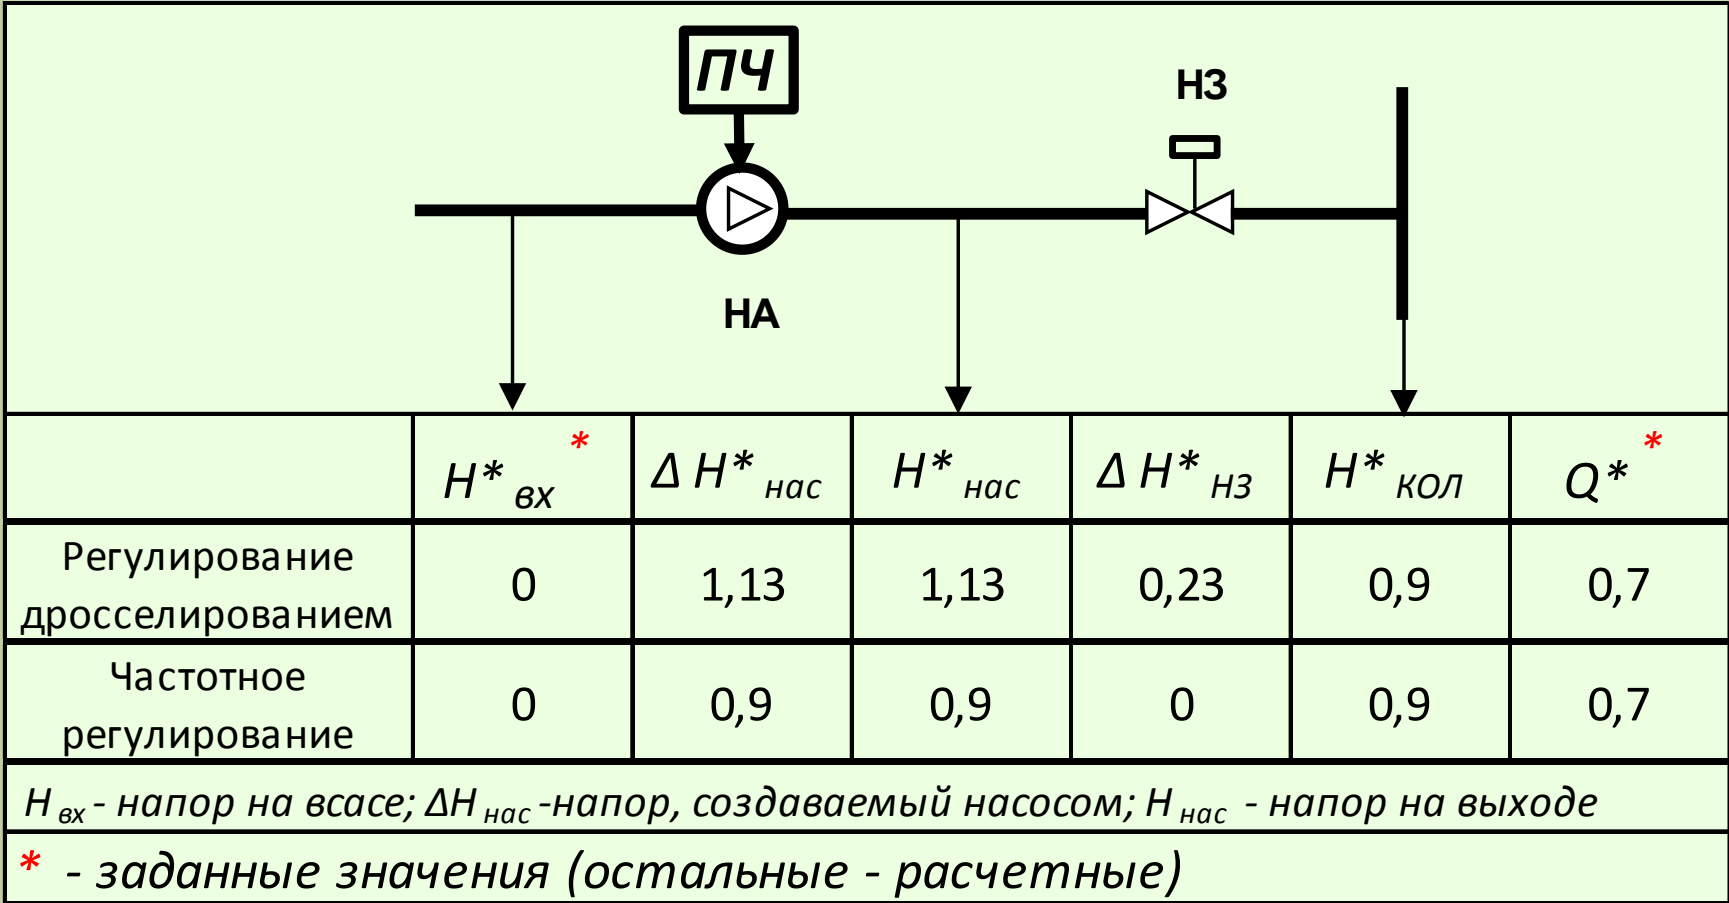 ПЧ
НЗ
НА
H* вх * Δ H* нас H* нас Δ H* НЗ H* КОЛ Q* *
Регулирование
дросселированием 0 1,13 1,13 0,23 0,9 0,7
Частотное
регулирование 0 0,9 0,9 0 0,9 0,7
H вх - напор на всасе; ΔH нас -напор, создаваемый насосом; H нас - напор на выходе
* - заданные значения (остальные - расчетные)